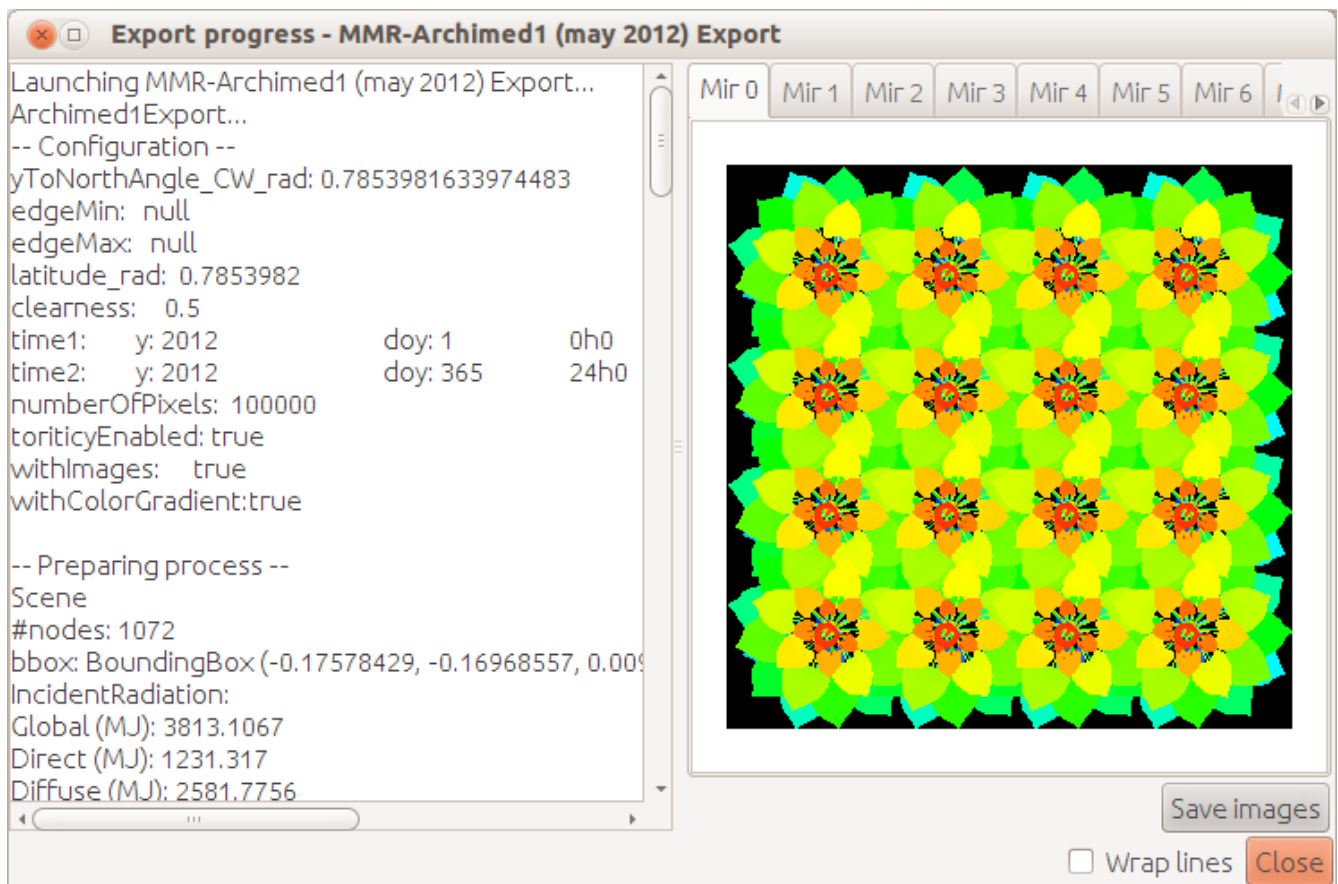 Export progress - MMR-Archimed1 (may 2012) Export
Launching MMR-Archimed1 (may 2012) Export...
Archimed1Export...
-- Configuration --
yToNorthAngle_CW_rad: 0.7853981633974483
edgeMin: null
edgeMax: null
latitude_rad: 0.7853982
clearness: 0.5
time1: y: 2012 doy: 1 0h0
time2: y: 2012 doy: 365 24h0
numberOfPixels: 100000
toriticyEnabled: true
withImages: true
withColorGradient:true
-- Preparing process --
Scene
#nodes: 1072
bbox: BoundingBox (-0.17578429, -0.16968557, 0.009
IncidentRadiation:
Global (MJ): 3813.1067
Direct (MJ): 1231.317
Diffuse (MJ): 2581.7756
Mir 0 Mir 1 Mir 2 Mir 3 Mir 4 Mir 5 Mir 6
Save images
Wrap lines Close